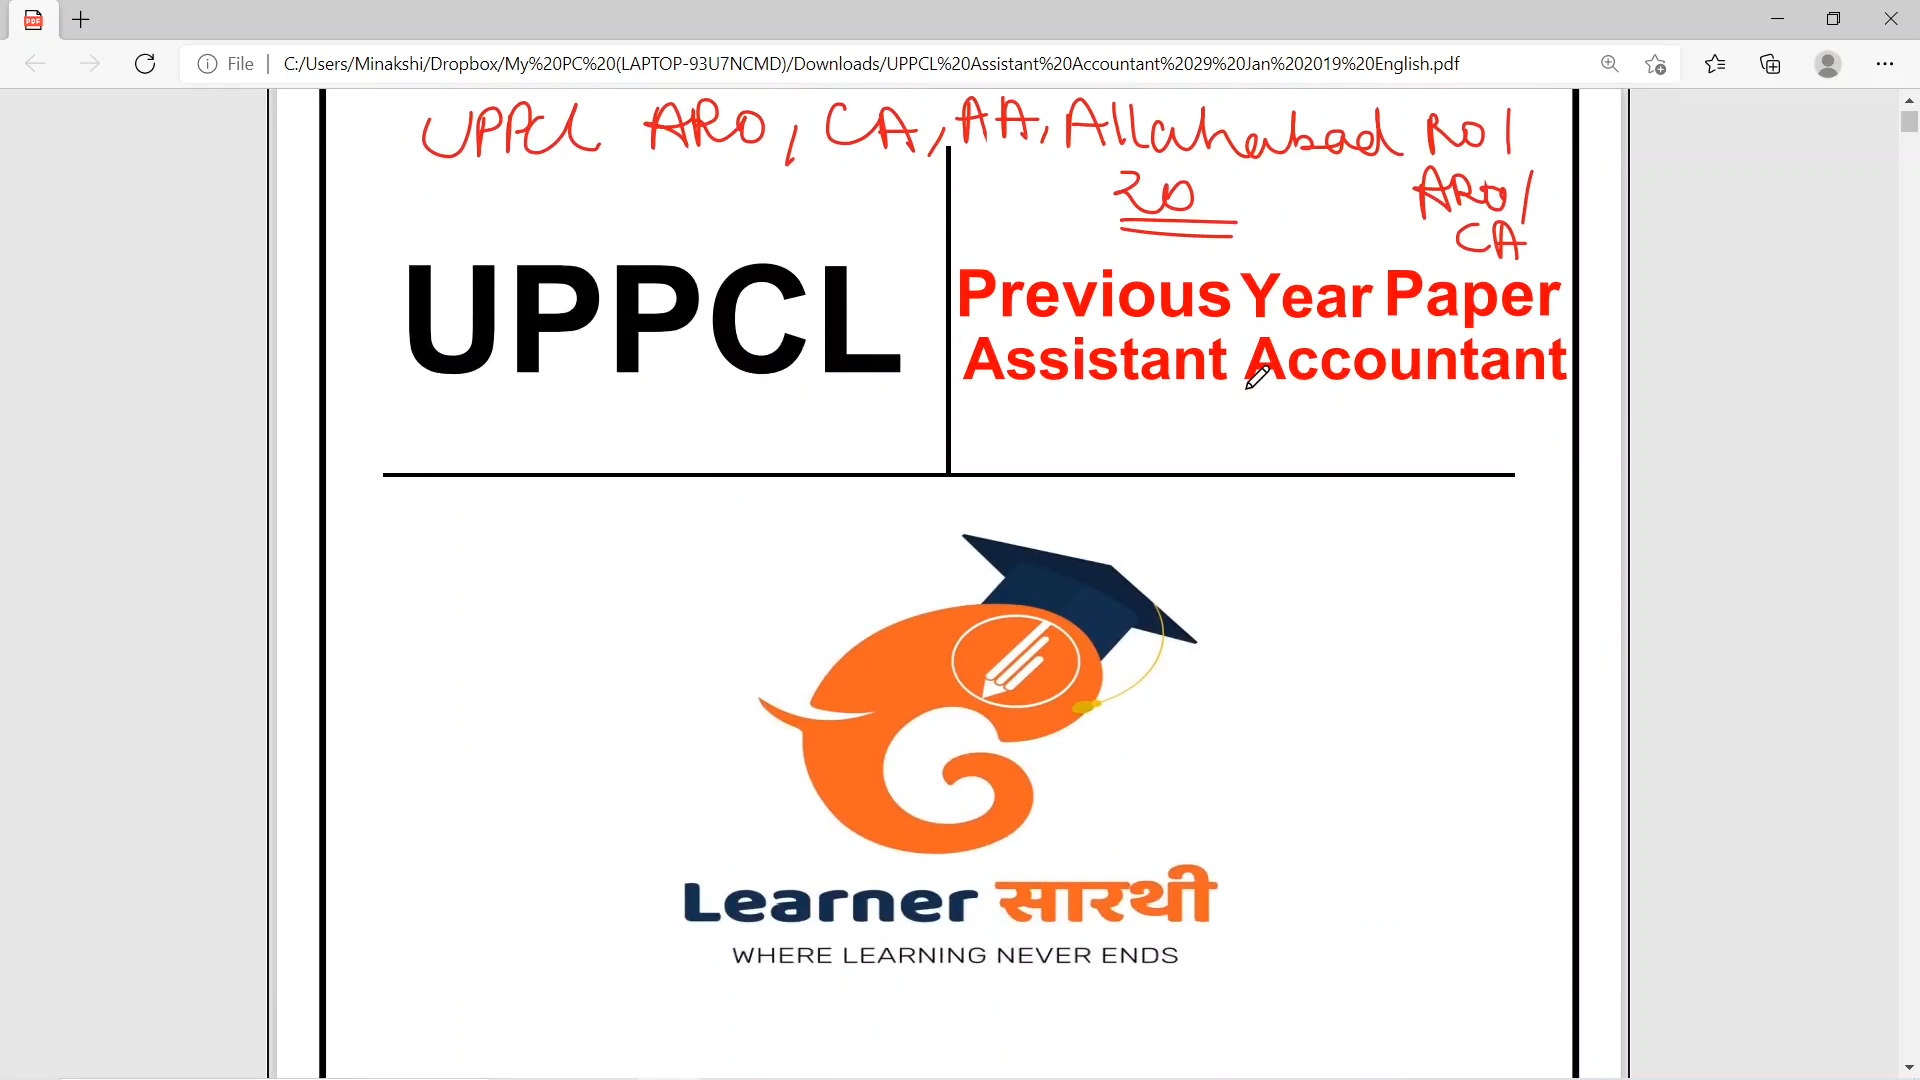 File C:/Users/Minakshi/Dropbox/My%20PC%20(LAPTOP-93U7NCMD)/Downloads/UPPCL%20Assistant%20Accountant%2029%20Jan%202019%20English.pdf
UPPCL ARO, CA, AA, Allahabad RO/
ARO/
CA
20
UPPCL
Previous Year Paper
Assistant Accountant
Learner सारथी
WHERE LEARNING NEVER ENDS